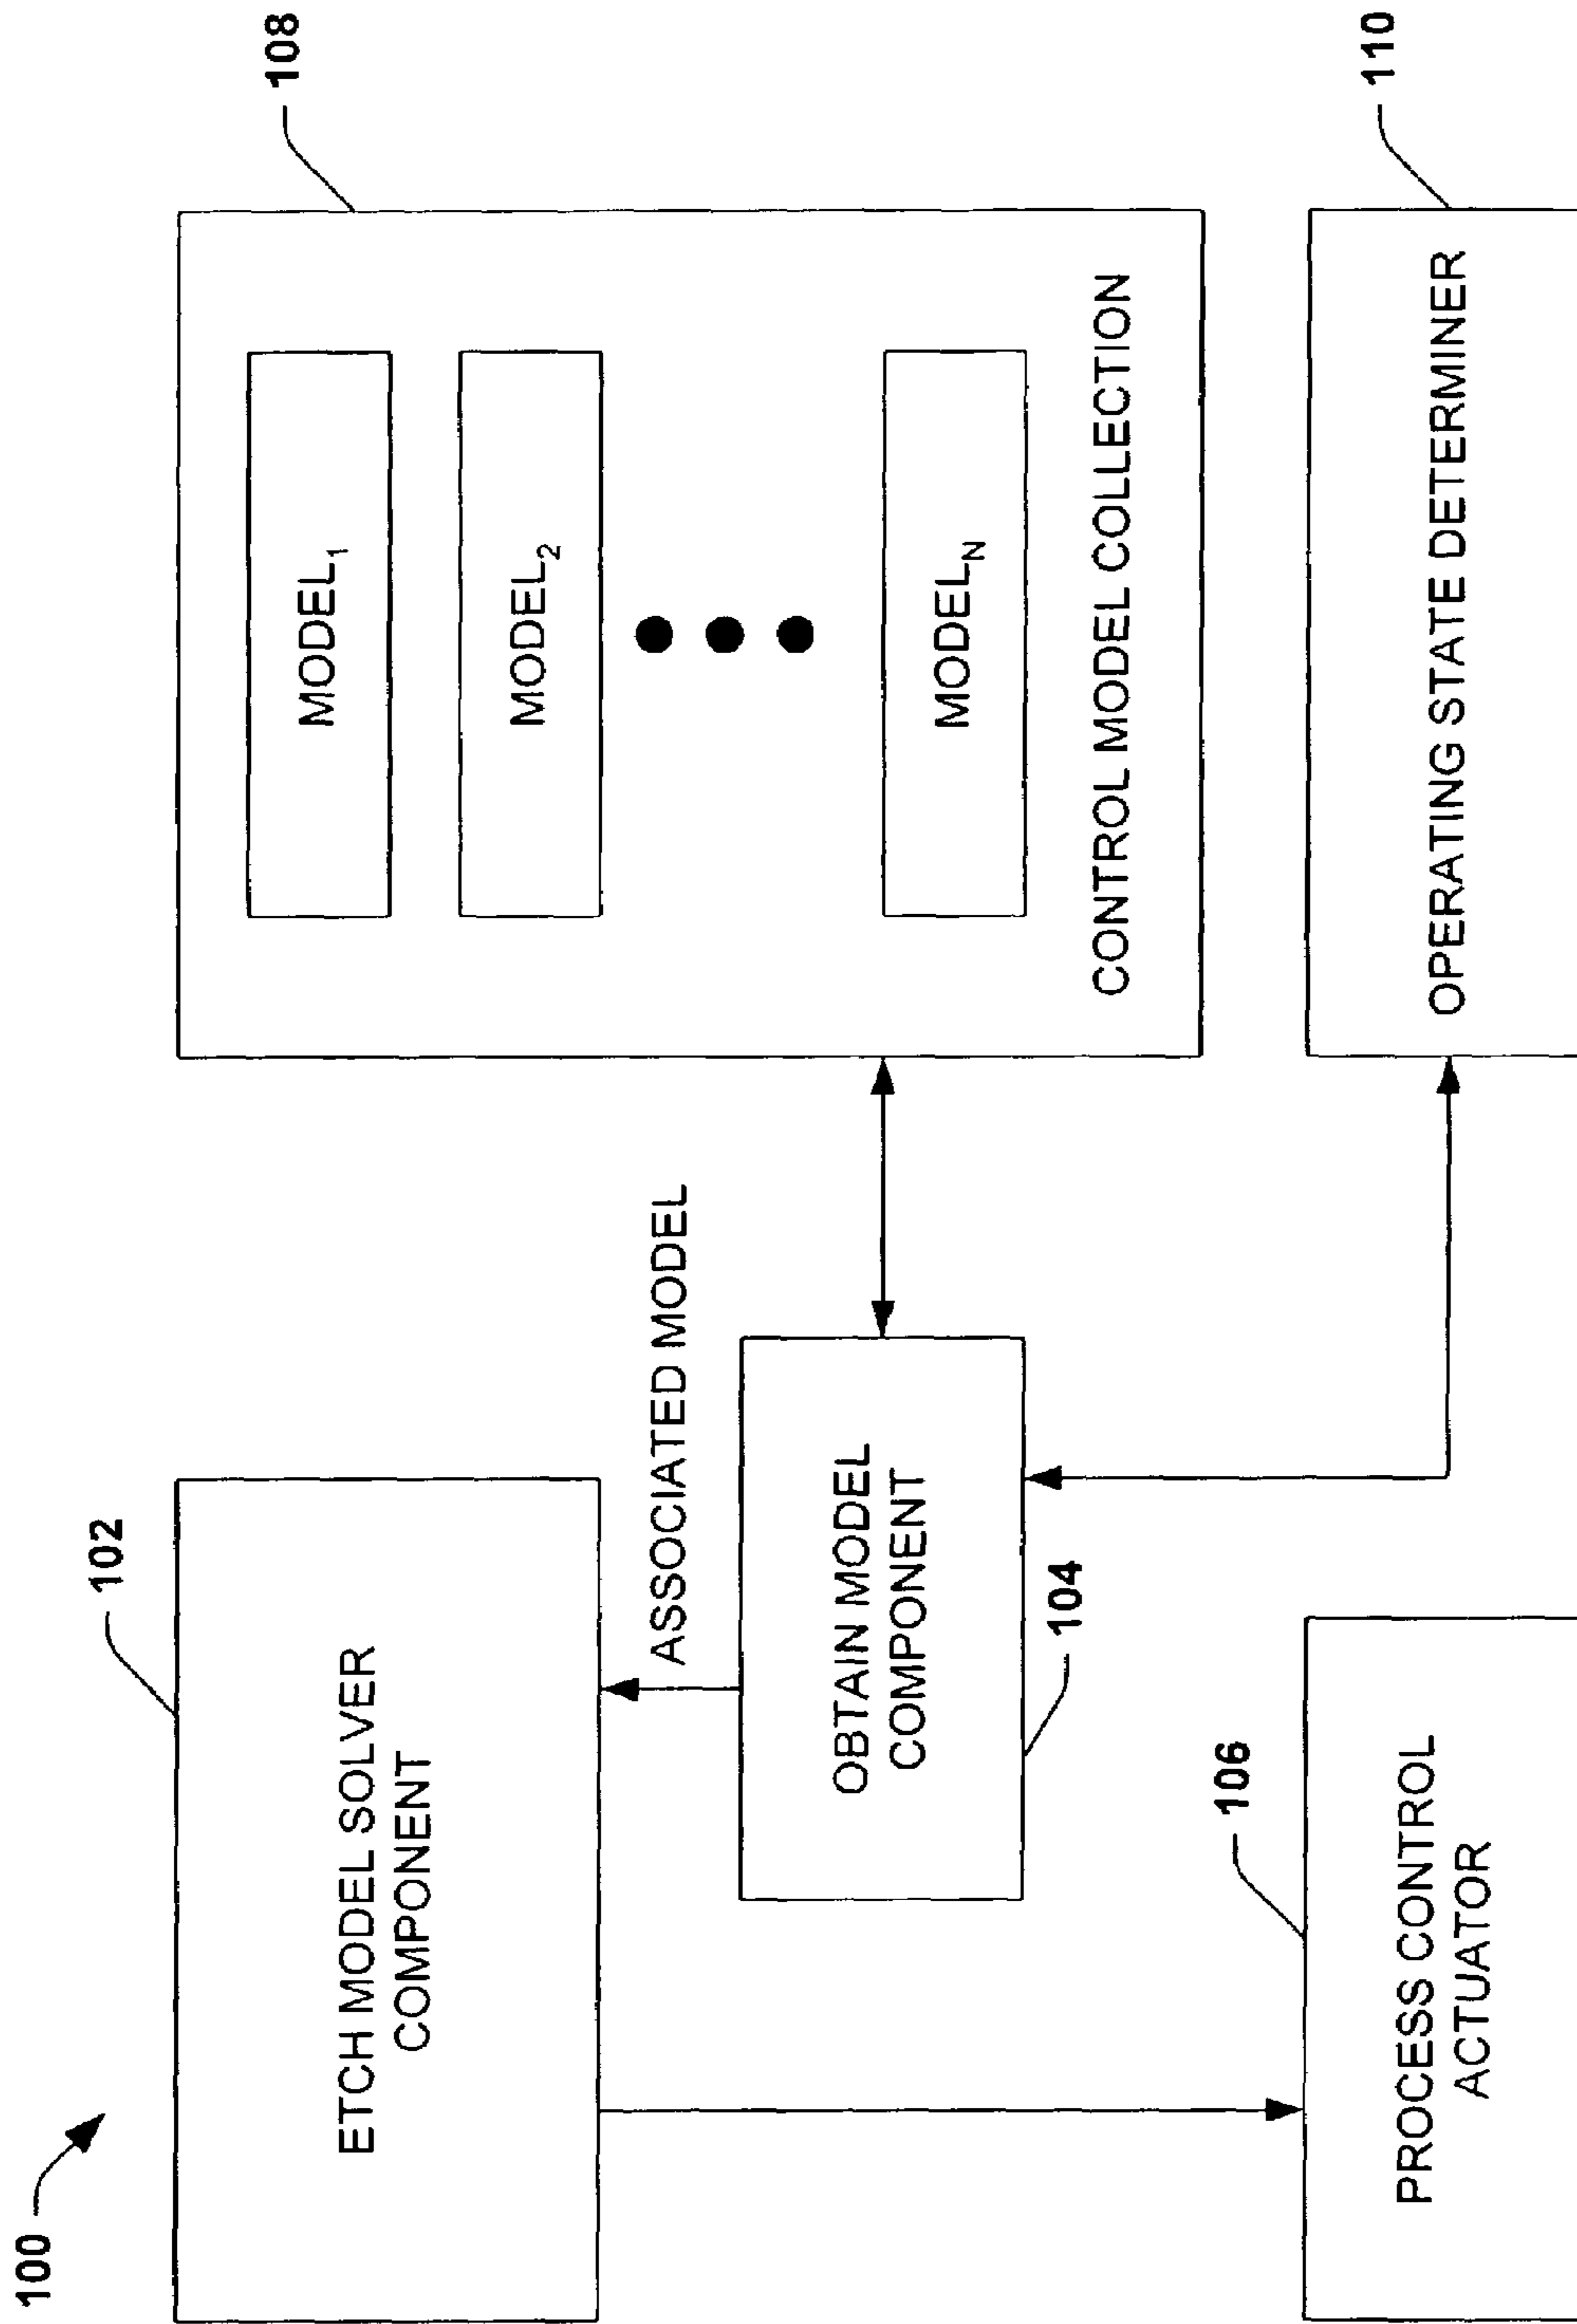 100
102
ETCH MODEL SOLVER
COMPONENT
ASSOCIATED MODEL
OBTAIN MODEL
COMPONENT
104
106
PROCESS CONTROL
ACTUATOR
108
MODEL1
MODEL2
MODELN
CONTROL MODEL COLLECTION
110
OPERATING STATE DETERMINER